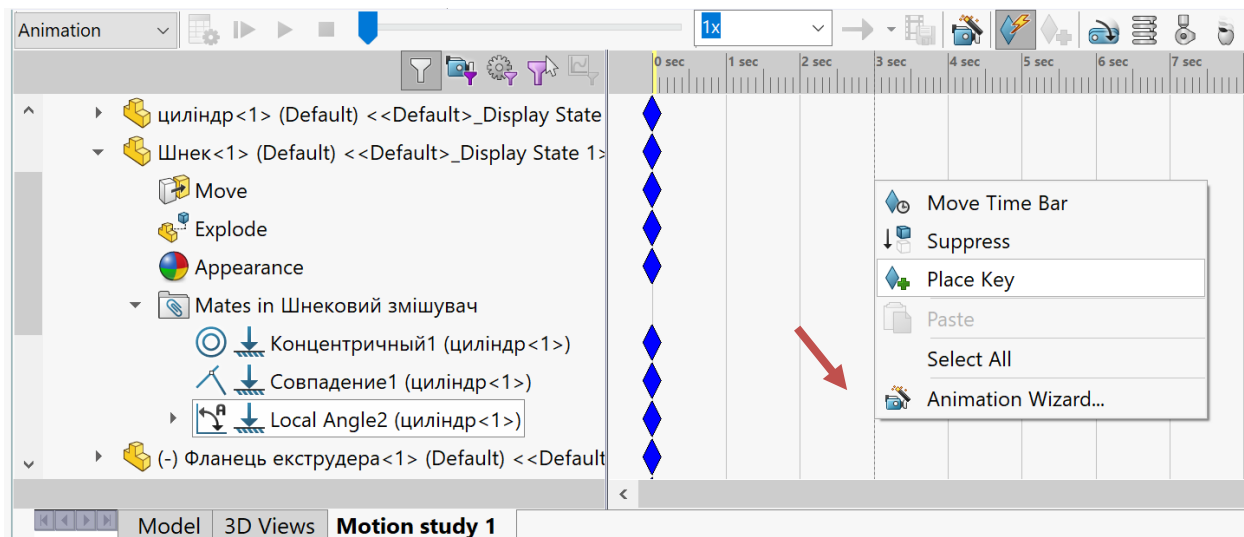 Animation
1x
0 sec 1 sec 2 sec 3 sec 4 sec 5 sec 6 sec 7 sec
циліндр<1> (Default) <<Default>_Display State
Шнек<1> (Default) <<Default>_Display State 1>
Move
Explode
Appearance
Mates in Шнековий змішувач
Концентричный1 (циліндр<1>)
Совпадение1 (циліндр<1>)
Local Angle2 (циліндр<1>)
(-) Фланець екструдера<1> (Default) <<Default
Move Time Bar
Suppress
Place Key
Paste
Select All
Animation Wizard...
Model 3D Views Motion study 1